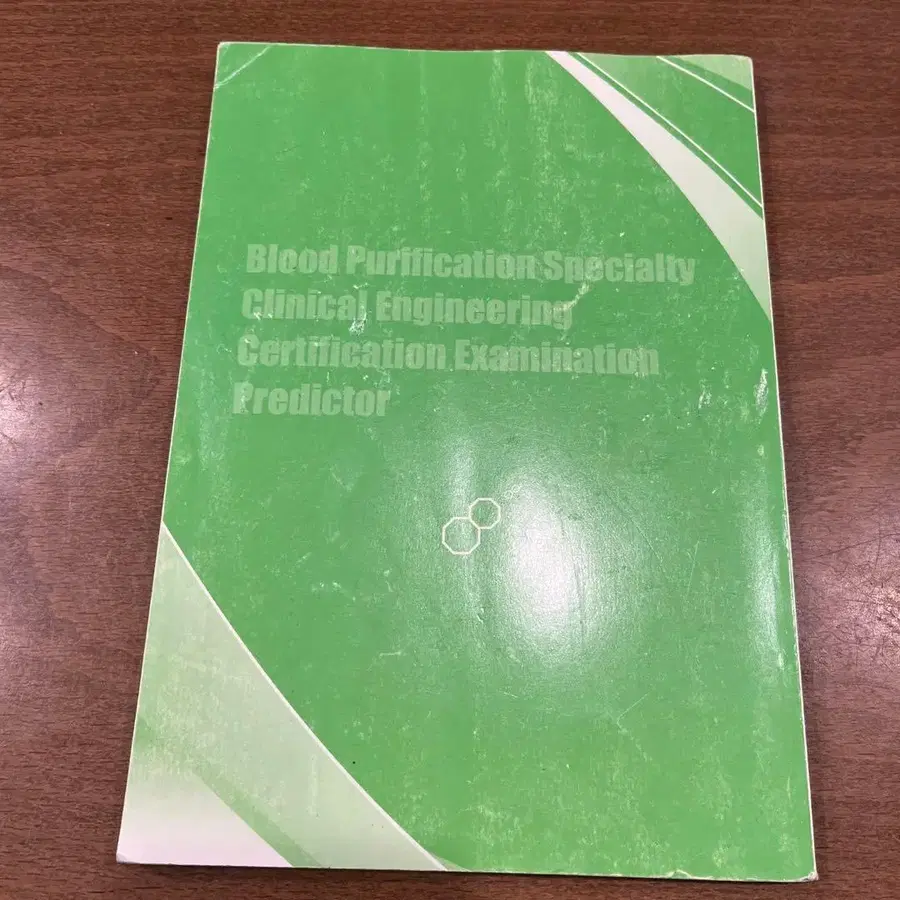 Blood Purification Specialty
Clinical Engineering
Certification Examination
Predictor